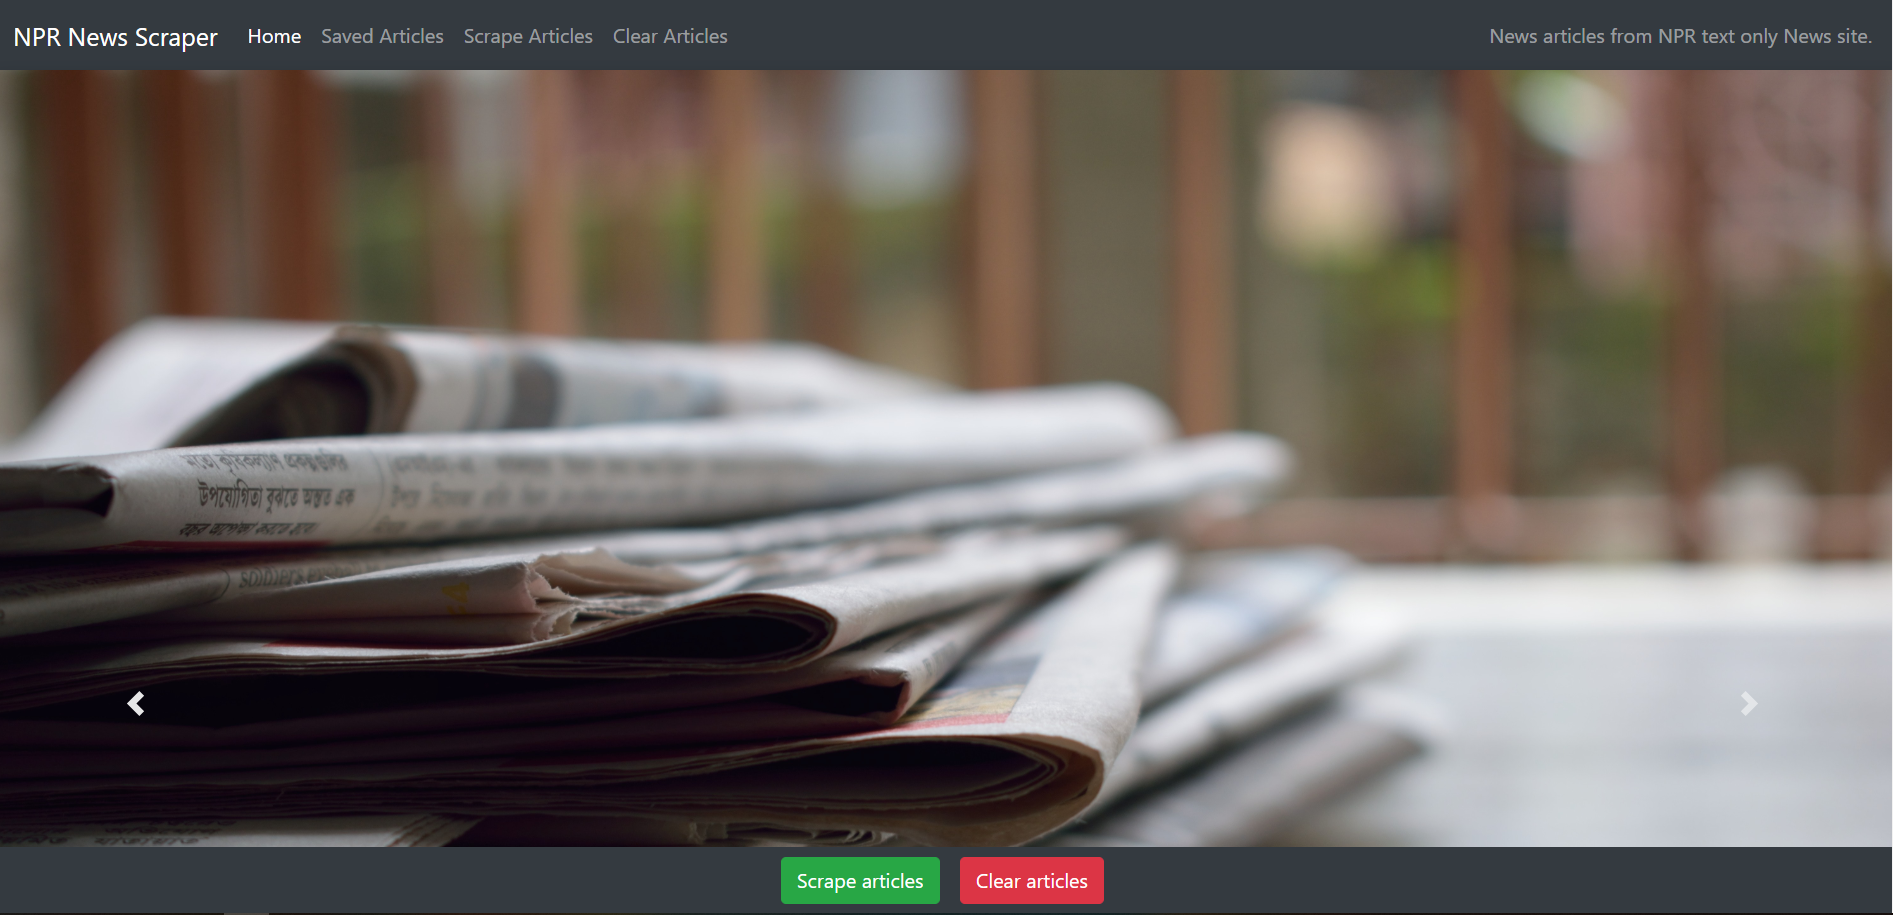 NPR News Scraper Home Saved Articles Scrape Articles Clear Articles News articles from NPR text only News site.
উপযোগিতা বুঝতে অন্তত এক
soldiers
Scrape articles Clear articles